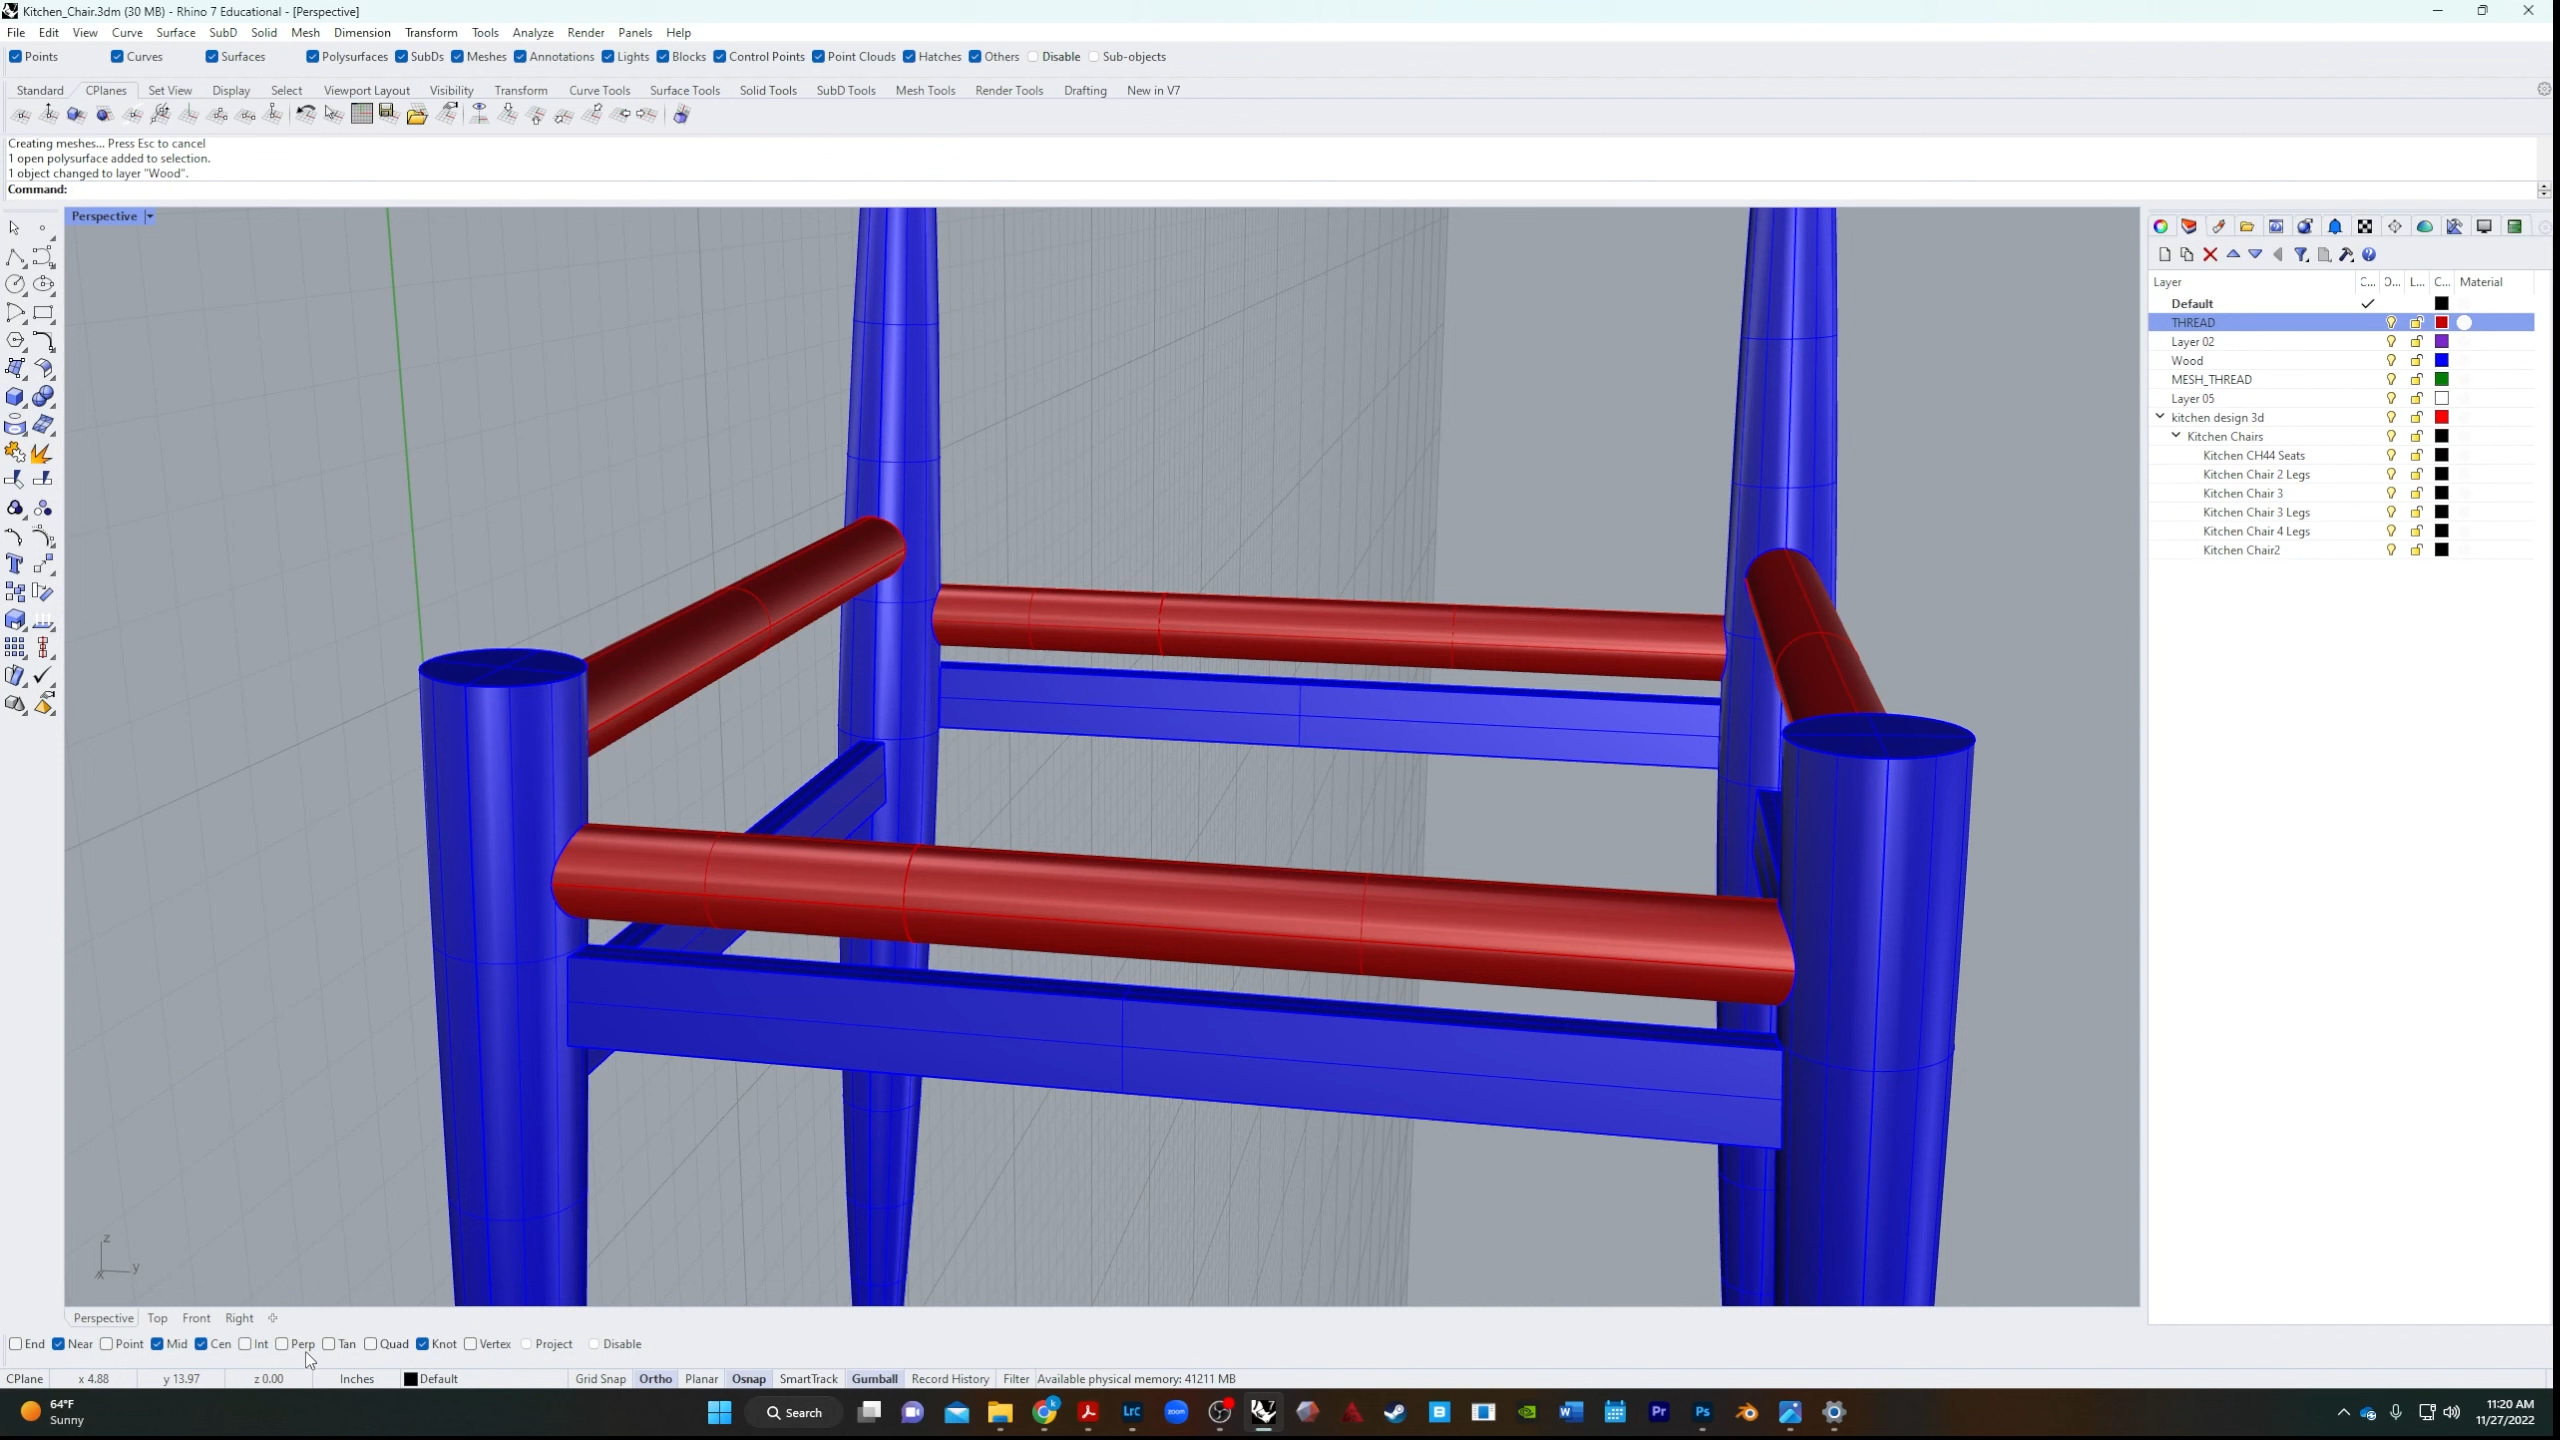 Kitchen_Chair.3dm (30 MB) - Rhino 7 Educational - [Perspective]
File Edit View Curve Surface SubD Solid Mesh Dimension Transform Tools Analyze Render Panels Help
Points Curves Surfaces Polysurfaces SubDs Meshes Annotations Lights Blocks Control Points Point Clouds Hatches Others Disable Sub-objects
Standard CPlanes Set View Display Select Viewport Layout Visibility Transform Curve Tools Surface Tools Solid Tools SubD Tools Mesh Tools Render Tools Drafting New in V7
Creating meshes... Press Esc to cancel
1 open polysurface added to selection.
1 object changed to layer "Wood".
Command:
Perspective
Layer C... O... L... C... Material
Default
THREAD
Layer 02
Wood
MESH_THREAD
Layer 05
kitchen design 3d
Kitchen Chairs
Kitchen CH44 Seats
Kitchen Chair 2 Legs
Kitchen Chair 3
Kitchen Chair 3 Legs
Kitchen Chair 4 Legs
Kitchen Chair2
z
y
x
Perspective Top Front Right
End Near Point Mid Cen Int Perp Tan Quad Knot Vertex Project Disable
CPlane x 4.88 y 13.97 z 0.00 Inches Default Grid Snap Ortho Planar Osnap SmartTrack Gumball Record History Filter Available physical memory: 41211 MB
64°F
Sunny
Search
LrC
zoom
7
B
W
Pr
Ps
11:20 AM
11/27/2022